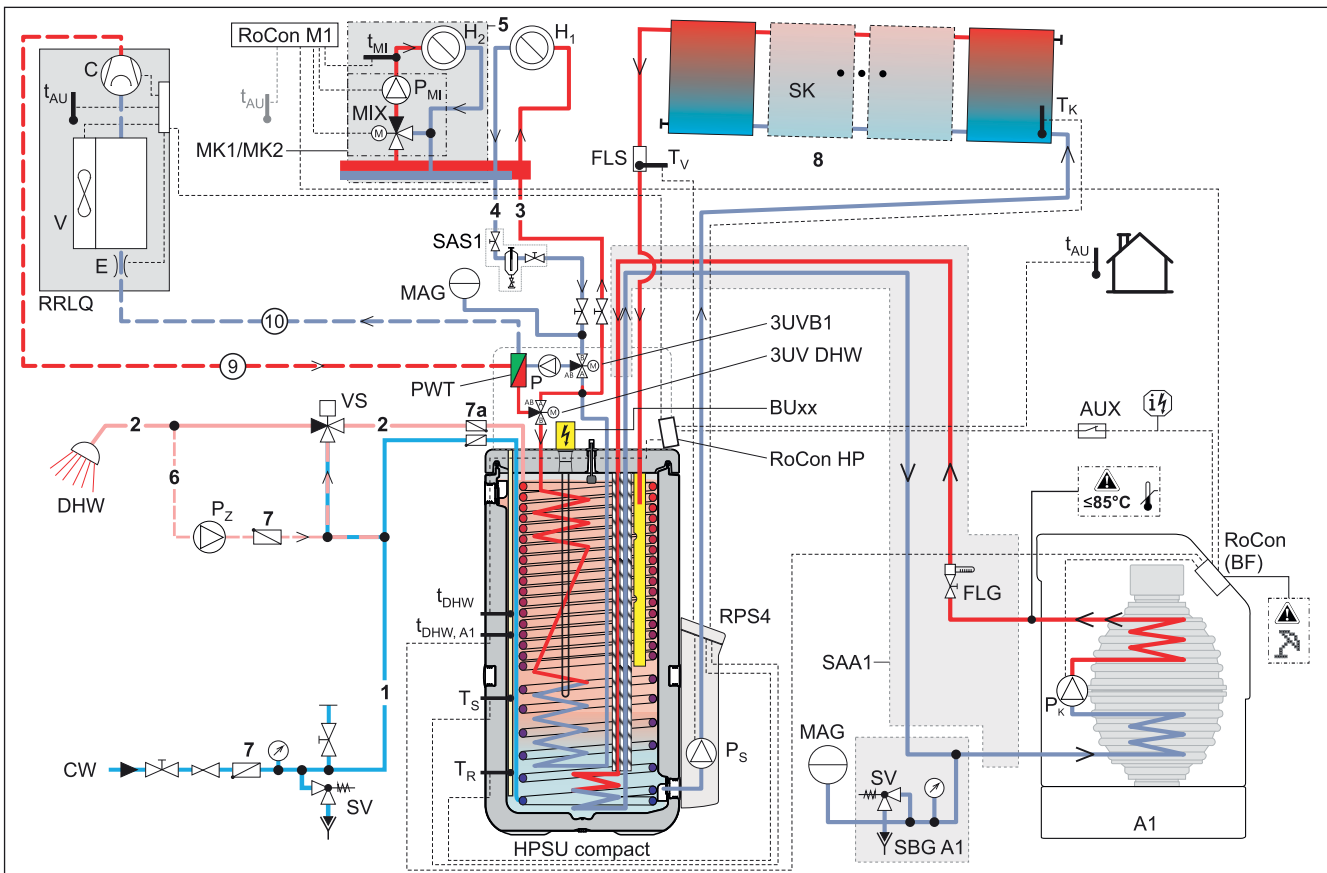 RoCon M1
5
tMI
H2
H1
C
tAU
tAU
PMI
MIX
M
MK1/MK2
V
E
RRLQ
SK
TK
8
FLS
TV
4
3
SAS1
MAG
tAU
10
9
3UVB1
3UV DHW
B
A
AB
M
P
PWT
AB
A
B
M
BUxx
RoCon HP
AUX
i
VS
2
2
7a
6
DHW
PZ
7
≤85°C
RoCon
(BF)
FLG
tDHW
tDHW, A1
RPS4
SAA1
1
TS
PK
MAG
PS
CW
7
TR
SV
SV
SBG A1
A1
HPSU compact